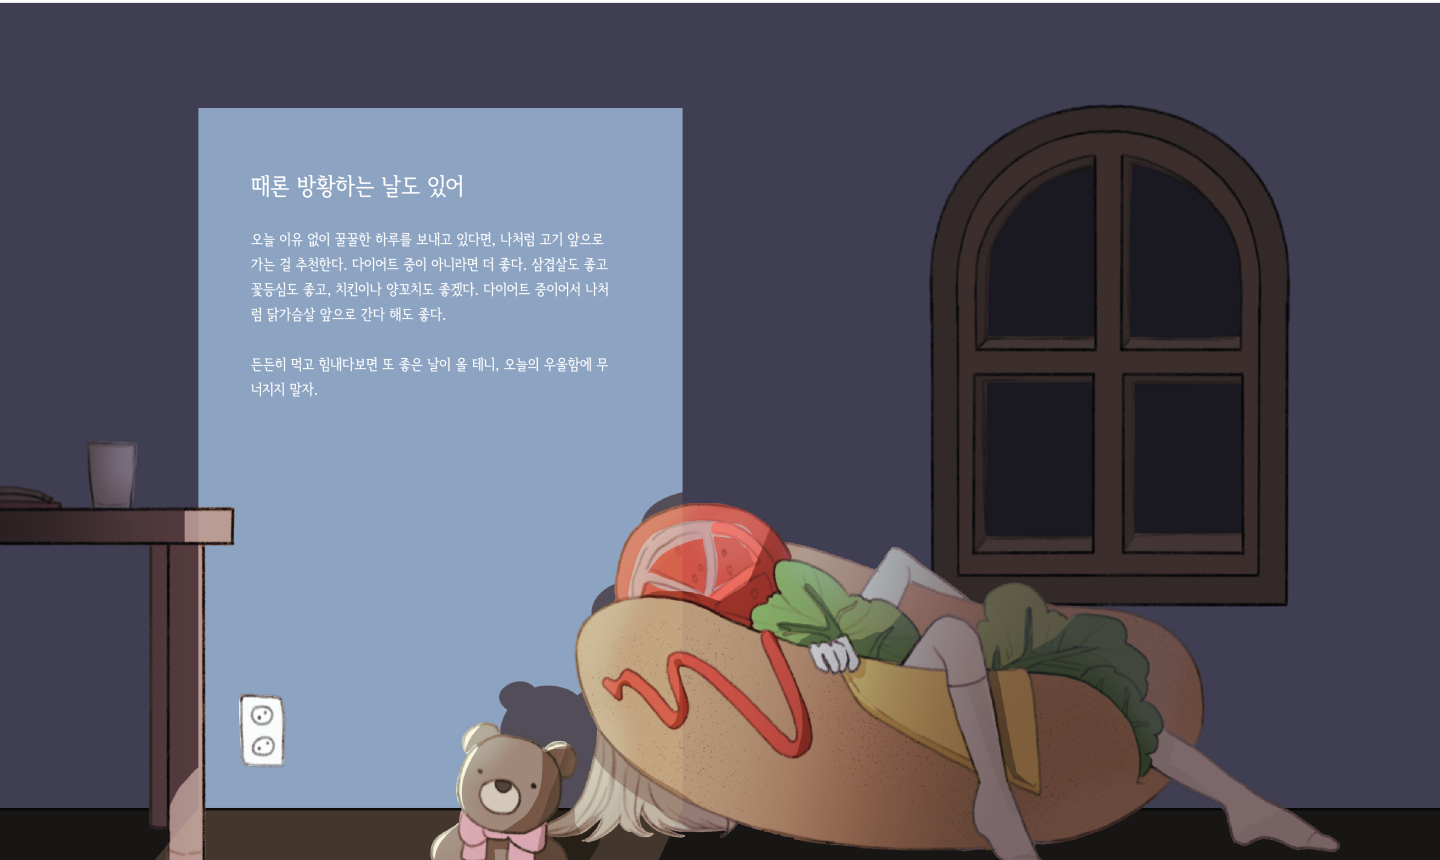 때론 방황하는 날도 있어
오늘 이유 없이 꿀꿀한 하루를 보내고 있다면, 나처럼 고기 앞으로
가는 걸 추천한다. 다이어트 중이 아니라면 더 좋다. 삼겹살도 좋고
꽃등심도 좋고, 치킨이나 양꼬치도 좋겠다. 다이어트 중이어서 나처
럼 닭가슴살 앞으로 간다 해도 좋다.
든든히 먹고 힘내다보면 또 좋은 날이 올 테니, 오늘의 우울함에 무
너지지 말자.